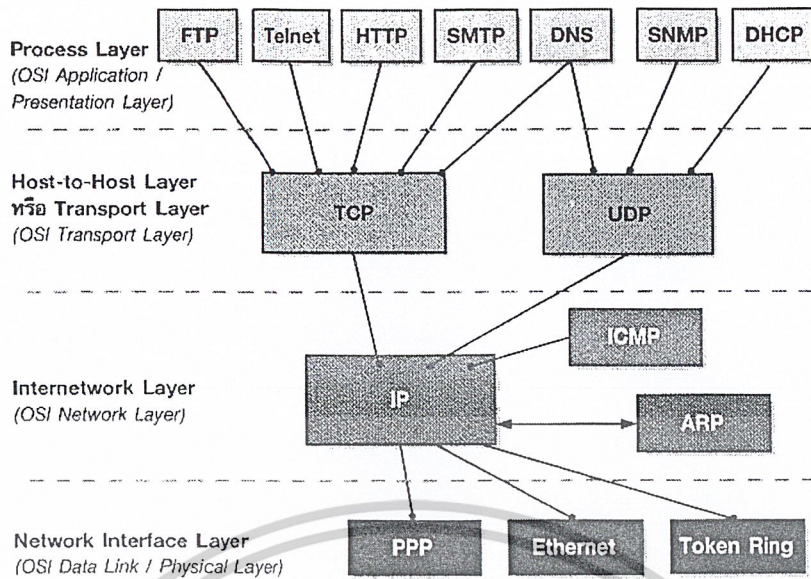 FTP Telnet HTTP SMTP DNS SNMP DHCP
Process Layer
(OSI Application /
Presentation Layer)
Host-to-Host Layer
หรือ Transport Layer
(OSI Transport Layer)
TCP UDP
ICMP
Internetwork Layer
(OSI Network Layer)
IP
ARP
Network Interface Layer
(OSI Data Link / Physical Layer)
PPP Ethernet Token Ring